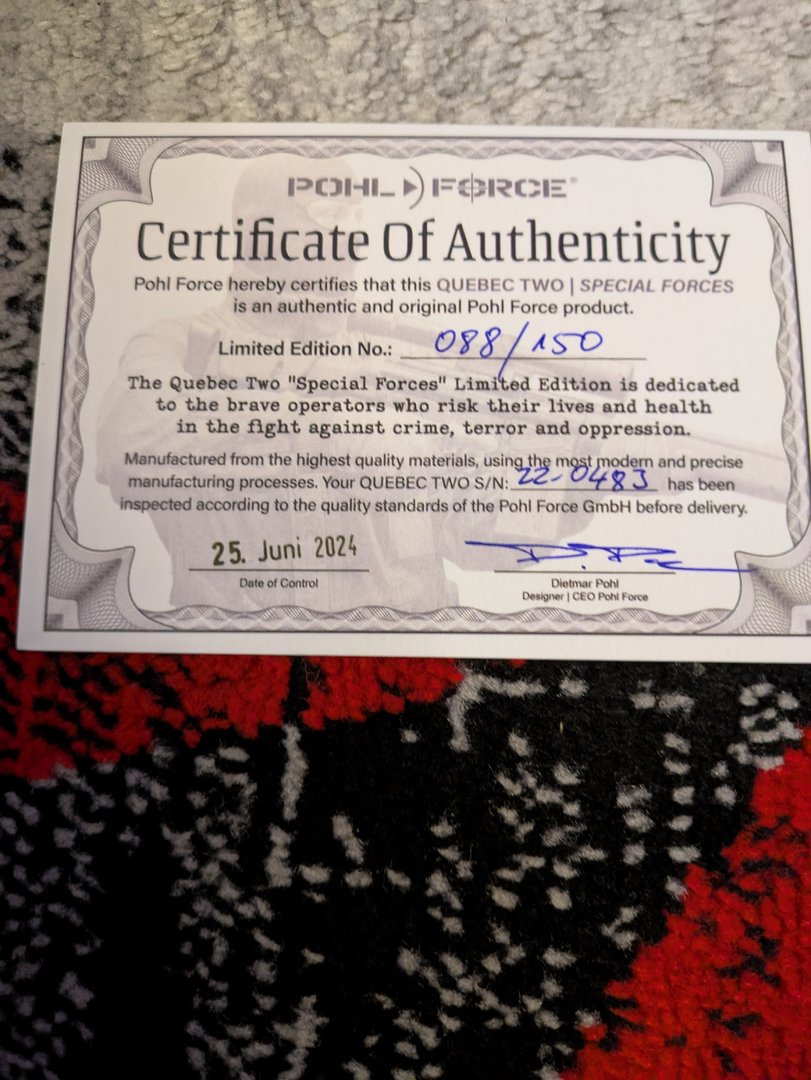 POHL FORCE®
Certificate Of Authenticity
Pohl Force hereby certifies that this QUEBEC TWO | SPECIAL FORCES
is an authentic and original Pohl Force product.
Limited Edition No.: 088/150
The Quebec Two "Special Forces" Limited Edition is dedicated
to the brave operators who risk their lives and health
in the fight against crime, terror and oppression.
Manufactured from the highest quality materials, using the most modern and precise
manufacturing processes. Your QUEBEC TWO S/N: 22-0483 has been
inspected according to the quality standards of the Pohl Force GmbH before delivery.
25. Juni 2024
Date of Control
Dietmar Pohl
Designer | CEO Pohl Force